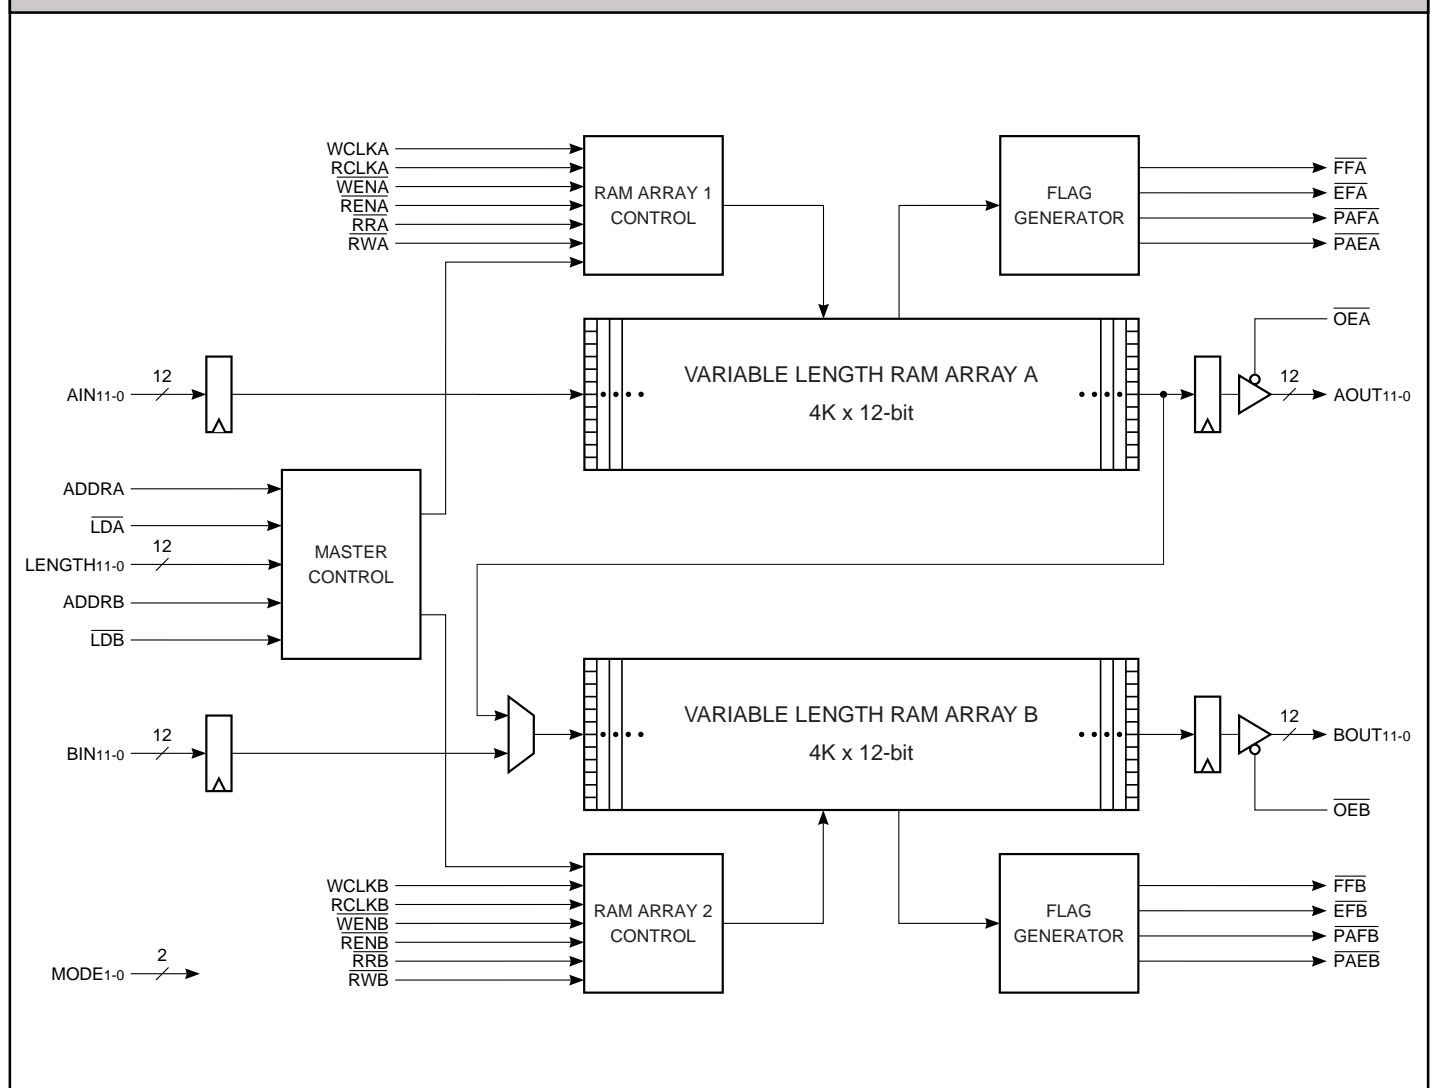 WCLKA
RCLKA
WENA
RENA
RRA
RWA
RAM ARRAY 1
CONTROL
FLAG
GENERATOR
FFA
EFA
PAFA
PAEA
OEA
AIN11-0
12
VARIABLE LENGTH RAM ARRAY A
4K x 12-bit
12
AOUT11-0
ADDRA
LDA
LENGTH11-0
12
ADDRB
LDB
MASTER
CONTROL
BIN11-0
12
VARIABLE LENGTH RAM ARRAY B
4K x 12-bit
12
BOUT11-0
OEB
WCLKB
RCLKB
WENB
RENB
RRB
RWB
RAM ARRAY 2
CONTROL
FLAG
GENERATOR
FFB
EFB
PAFB
PAEB
MODE1-0
2